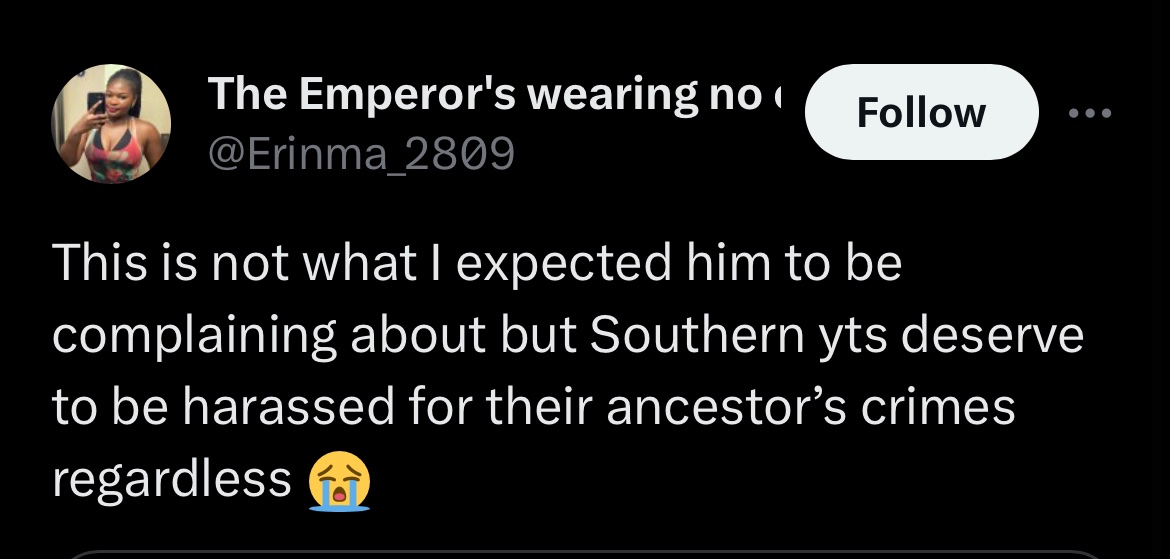 The Emperor's wearing no
Follow
@Erinma_2809
This is not what I expected him to be
complaining about but Southern yts deserve
to be harassed for their ancestor’s crimes
regardless 😭